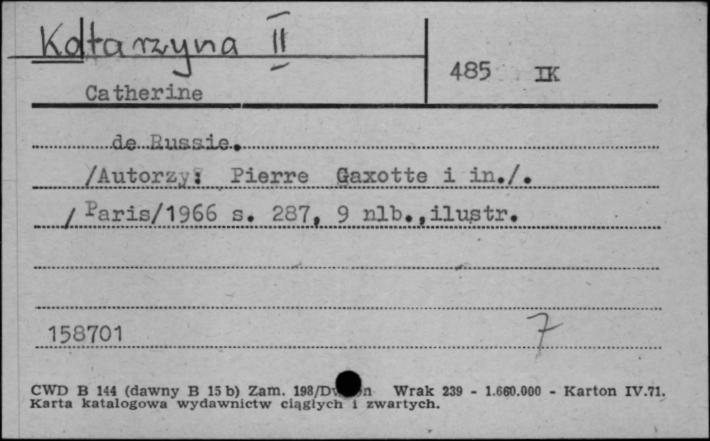 Katarzyna II
485 IK
Catherine
de Russie.
/Autorzy: Pierre Gaxotte i in./.
/Paris/1966 s. 287, 9 nlb.,ilustr.
158701
7
CWD B 144 (dawny B 15 b) Zam. 198/ Wrak 239 - 1.660.000 - Karton IV.71.
Karta katalogowa wydawnictw ciągłych i zwartych.